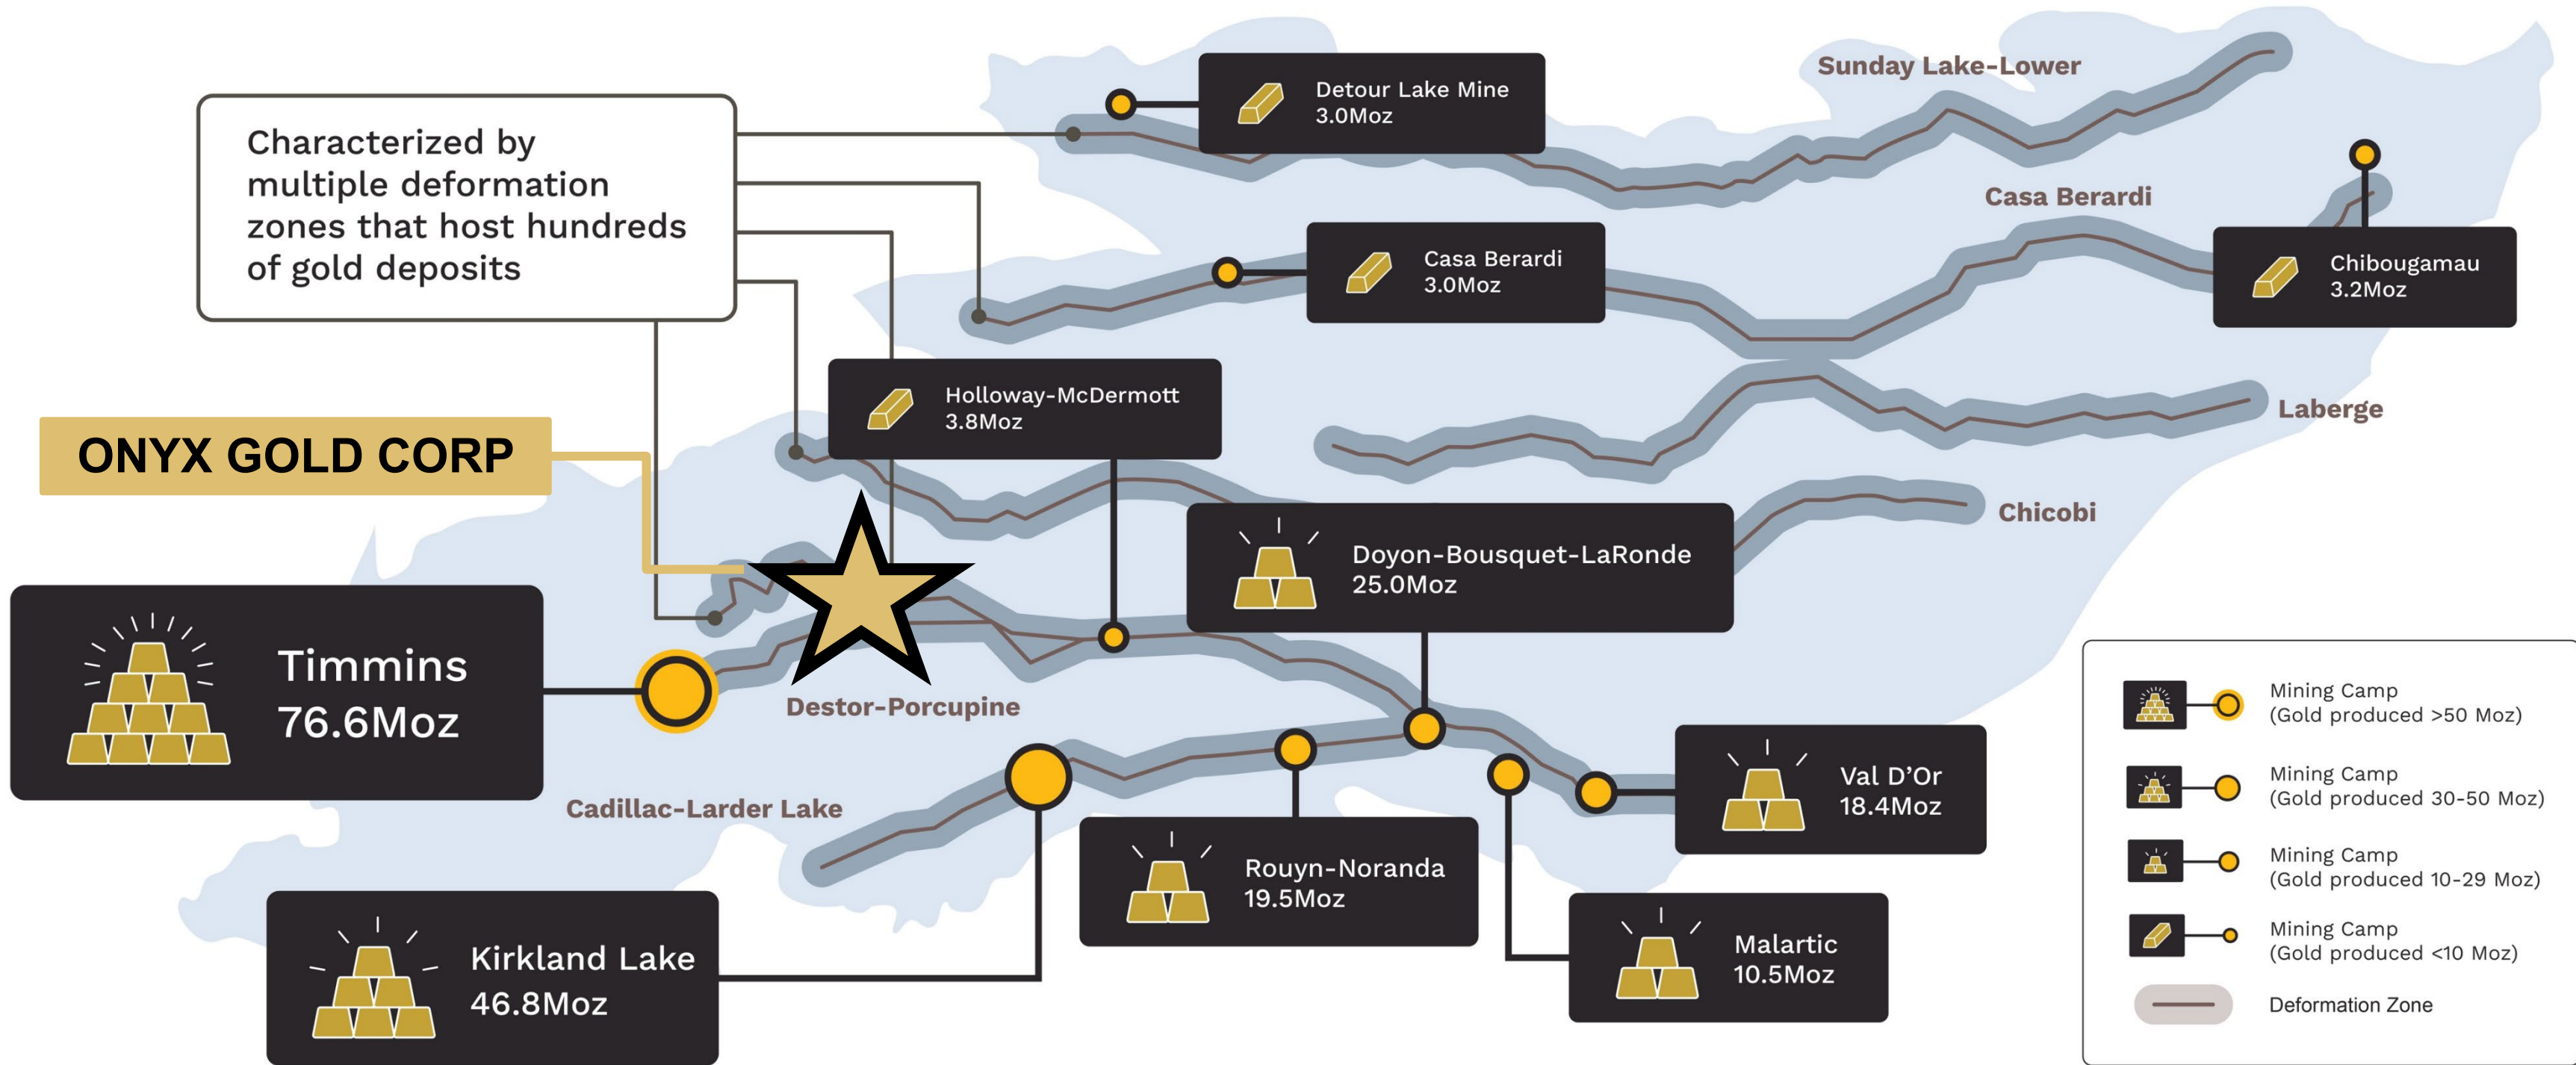 Characterized by
multiple deformation
zones that host hundreds
of gold deposits
Detour Lake Mine
3.0Moz
Sunday Lake-Lower
Casa Berardi
Casa Berardi
3.0Moz
Chibougamau
3.2Moz
Holloway-McDermott
3.8Moz
Laberge
ONYX GOLD CORP
Chicobi
Doyon-Bousquet-LaRonde
25.0Moz
Timmins
76.6Moz
Destor-Porcupine
Cadillac-Larder Lake
Val D’Or
18.4Moz
Rouyn-Noranda
19.5Moz
Malartic
10.5Moz
Kirkland Lake
46.8Moz
Mining Camp
(Gold produced >50 Moz)
Mining Camp
(Gold produced 30-50 Moz)
Mining Camp
(Gold produced 10-29 Moz)
Mining Camp
(Gold produced <10 Moz)
Deformation Zone